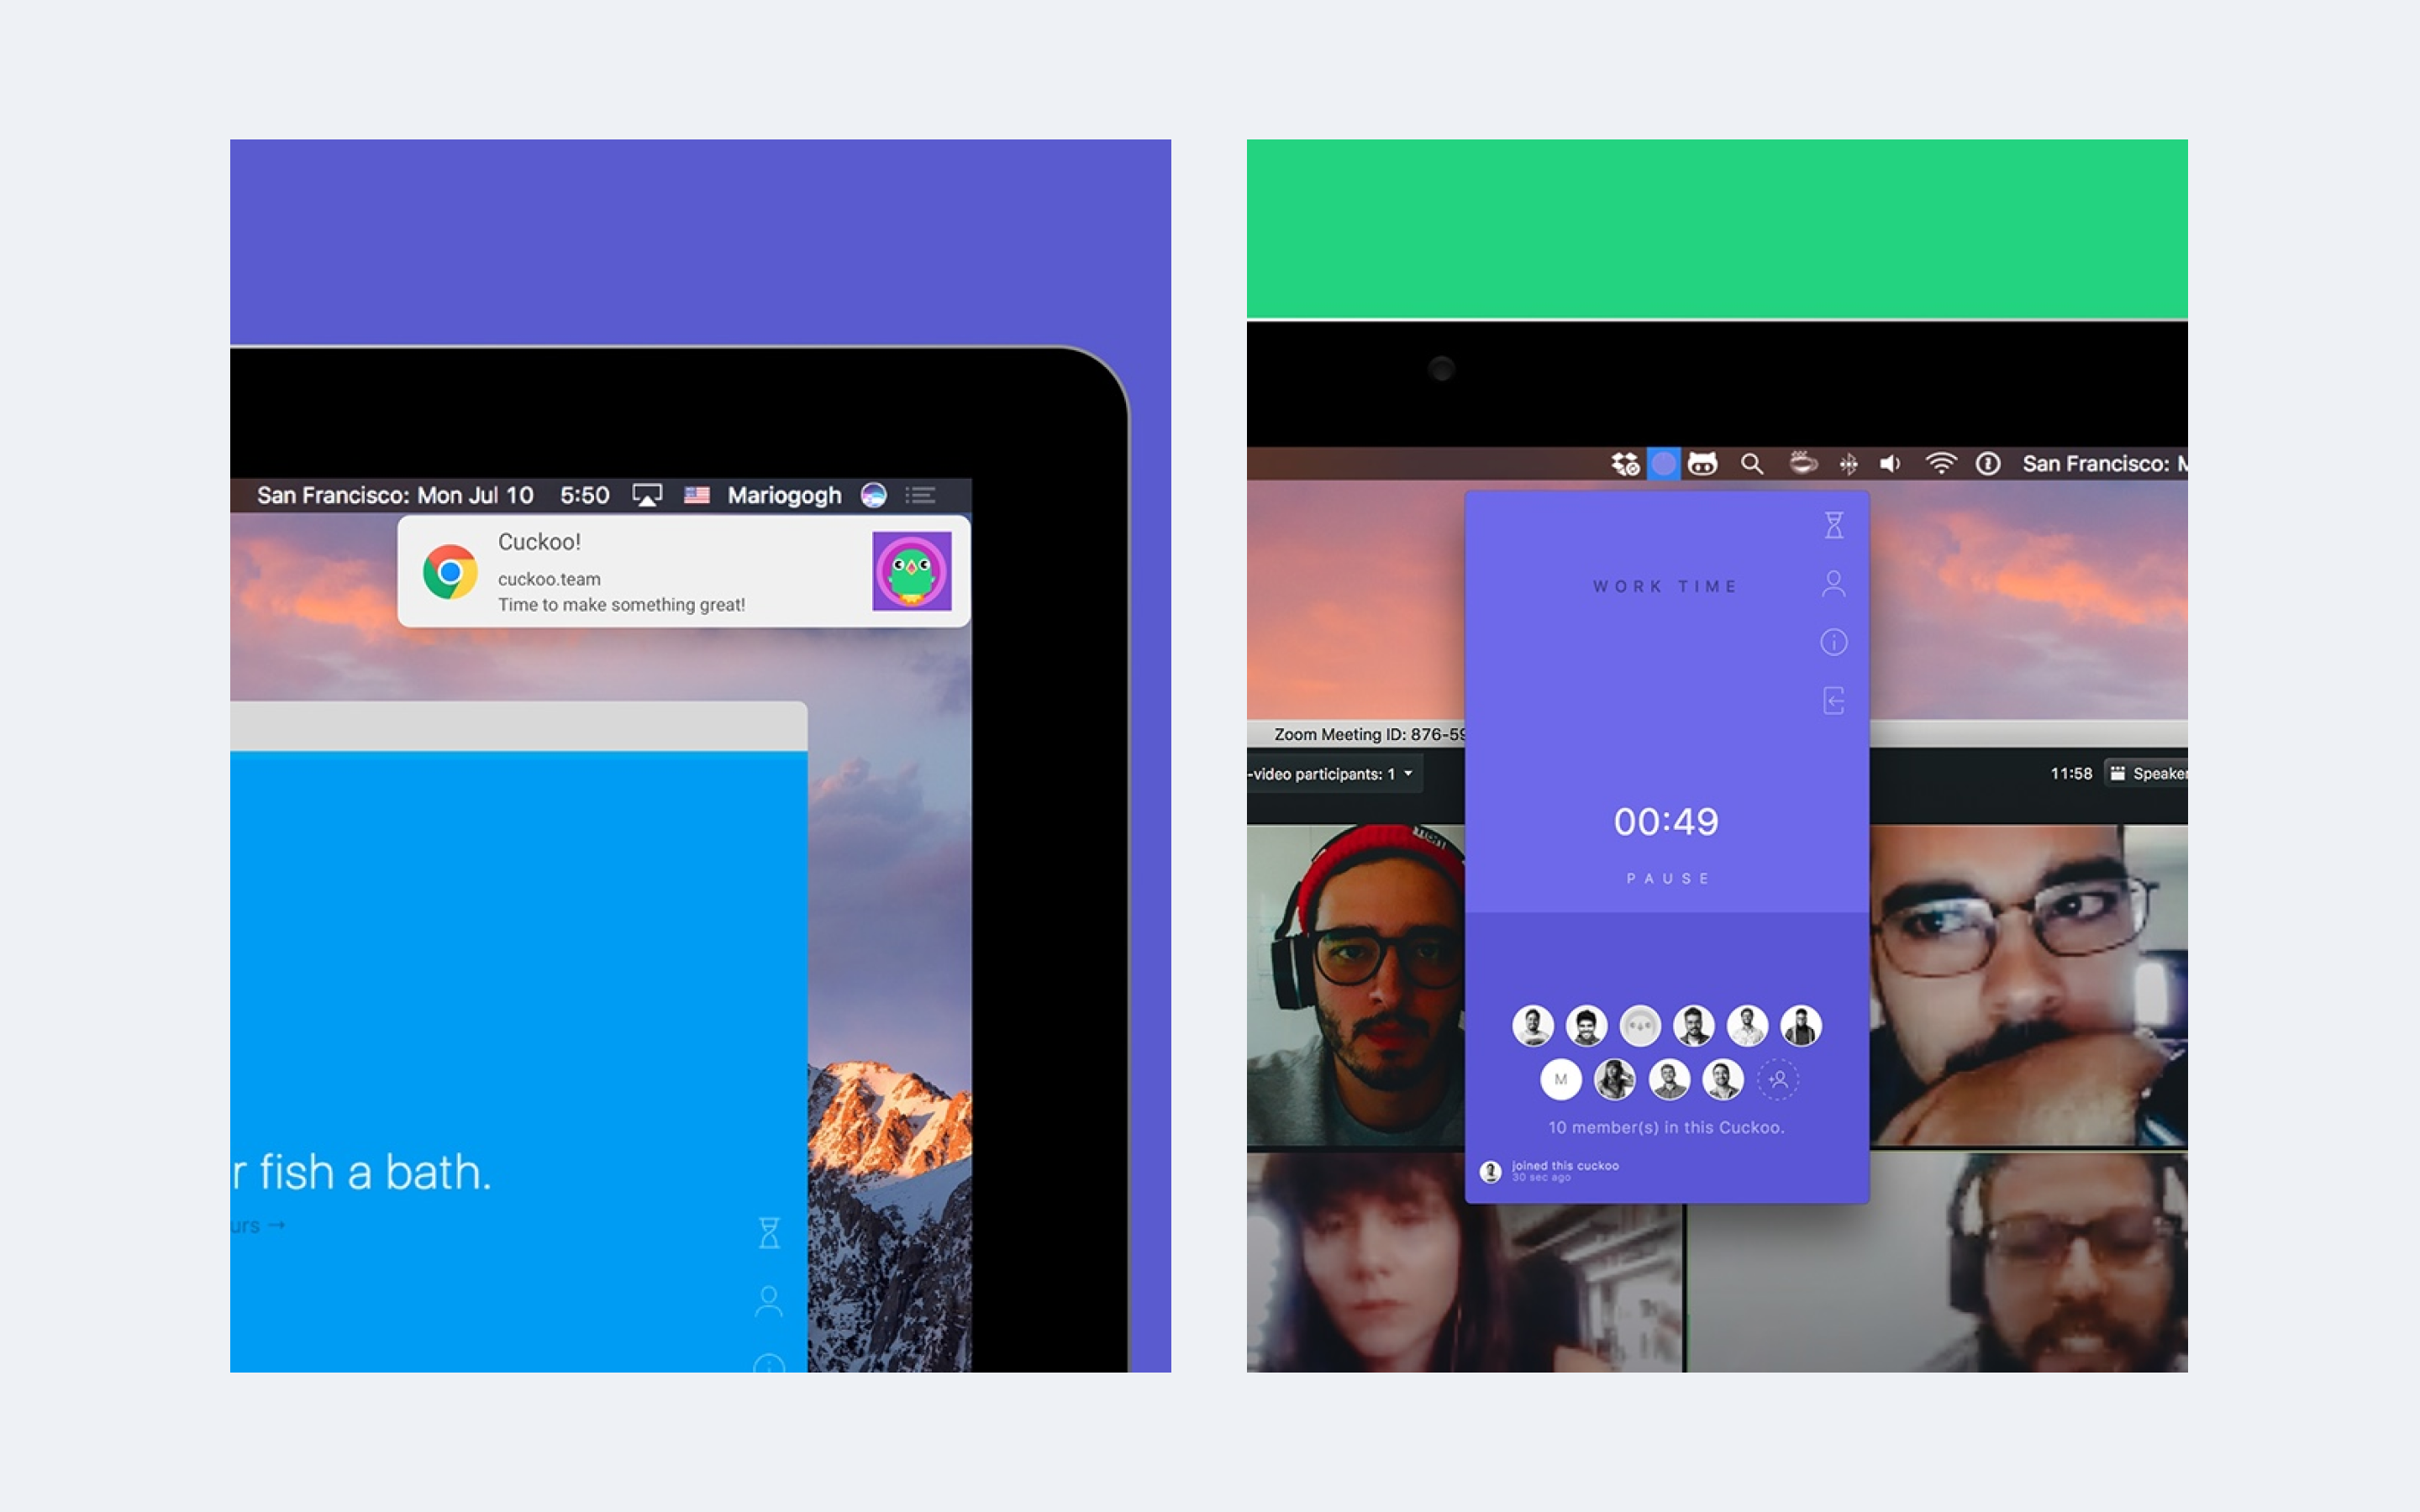 San Francisco: Mon Jul 10 5:50 Mariogogh
Cuckoo!
cuckoo.team
Time to make something great!
r fish a bath.
urs →
San Francisco: M
WORK TIME
Zoom Meeting ID: 876-59
-video participants: 1
11:58 Speaker
00:49
PAUSE
M
10 member(s) in this Cuckoo.
joined this cuckoo
30 sec ago